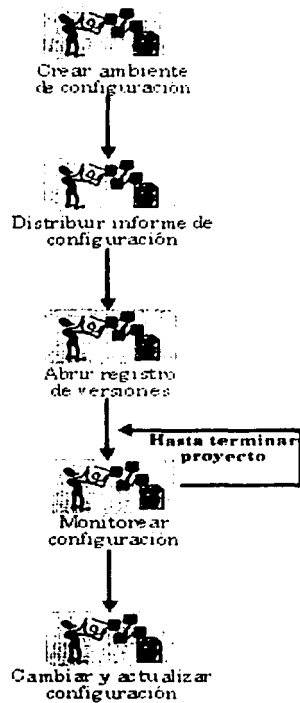 Crear ambiente
de configuración
Distribuir informe de
configuración
Abrir registro
de versiones
Hasta terminar
proyecto
Monitorear
configuración
Cambiar y actualizar
configuración